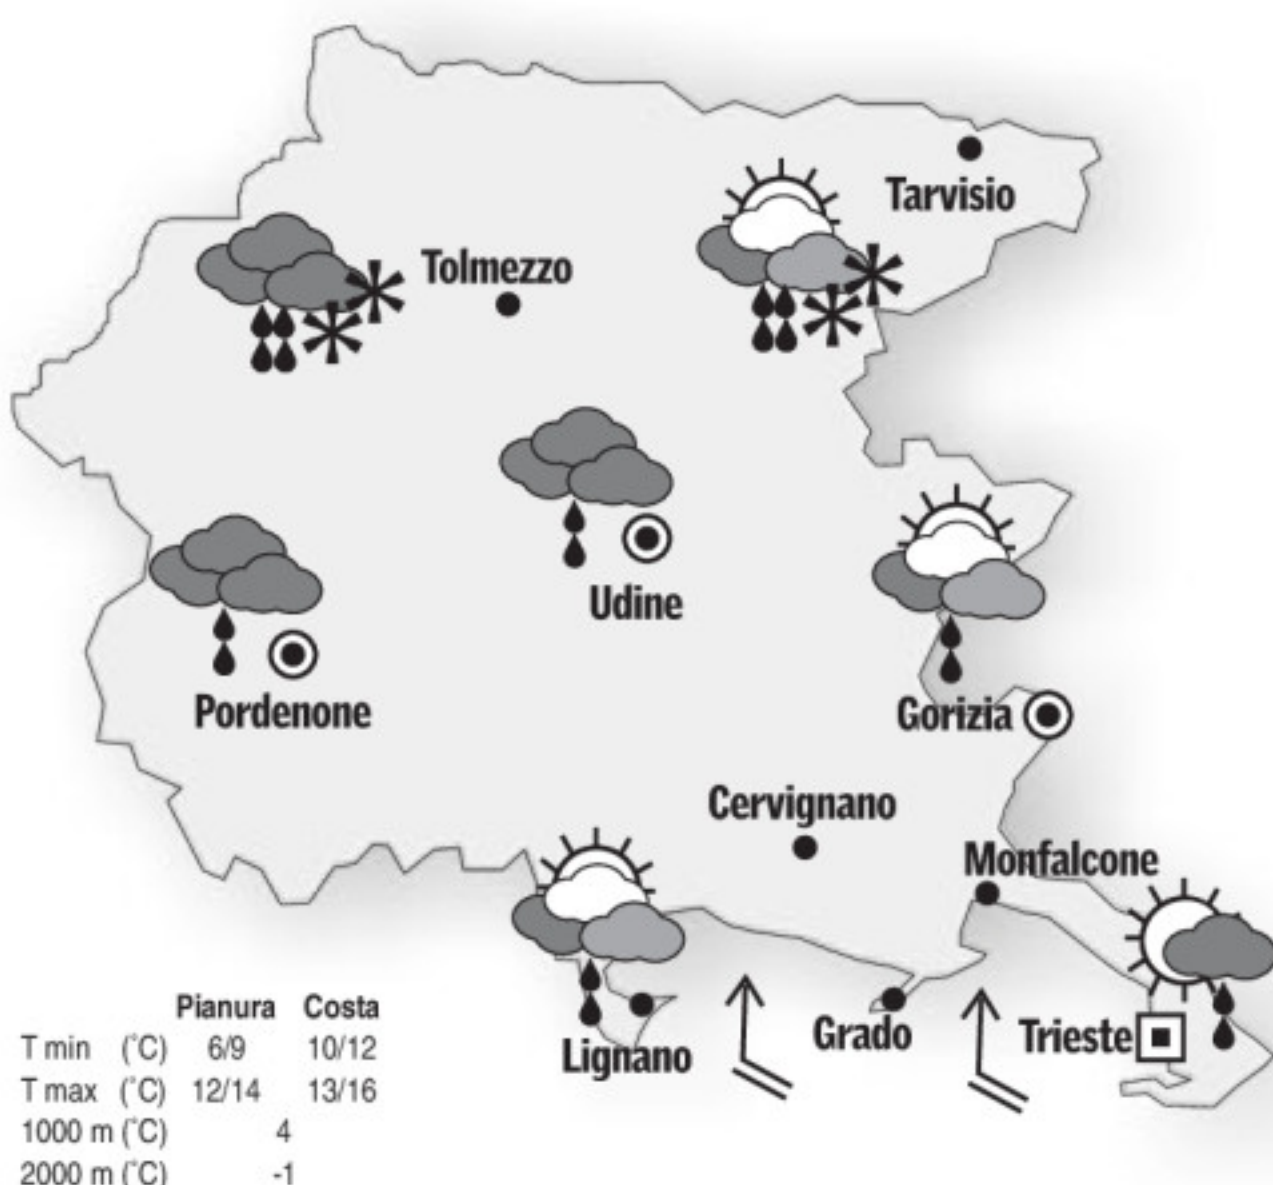 Tarvisio
Tolmezzo
Udine
Pordenone
Gorizia
Cervignano
Monfalcone
Lignano
Grado
Trieste
Pianura Costa
T min (°C) 6/9 10/12
T max (°C) 12/14 13/16
1000 m (°C) 4
2000 m (°C) -1